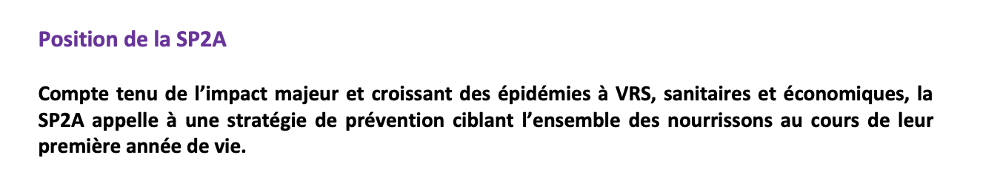 Position de la SP2A
Compte tenu de l’impact majeur et croissant des épidémies à VRS, sanitaires et économiques, la
SP2A appelle à une stratégie de prévention ciblant l’ensemble des nourrissons au cours de leur
première année de vie.